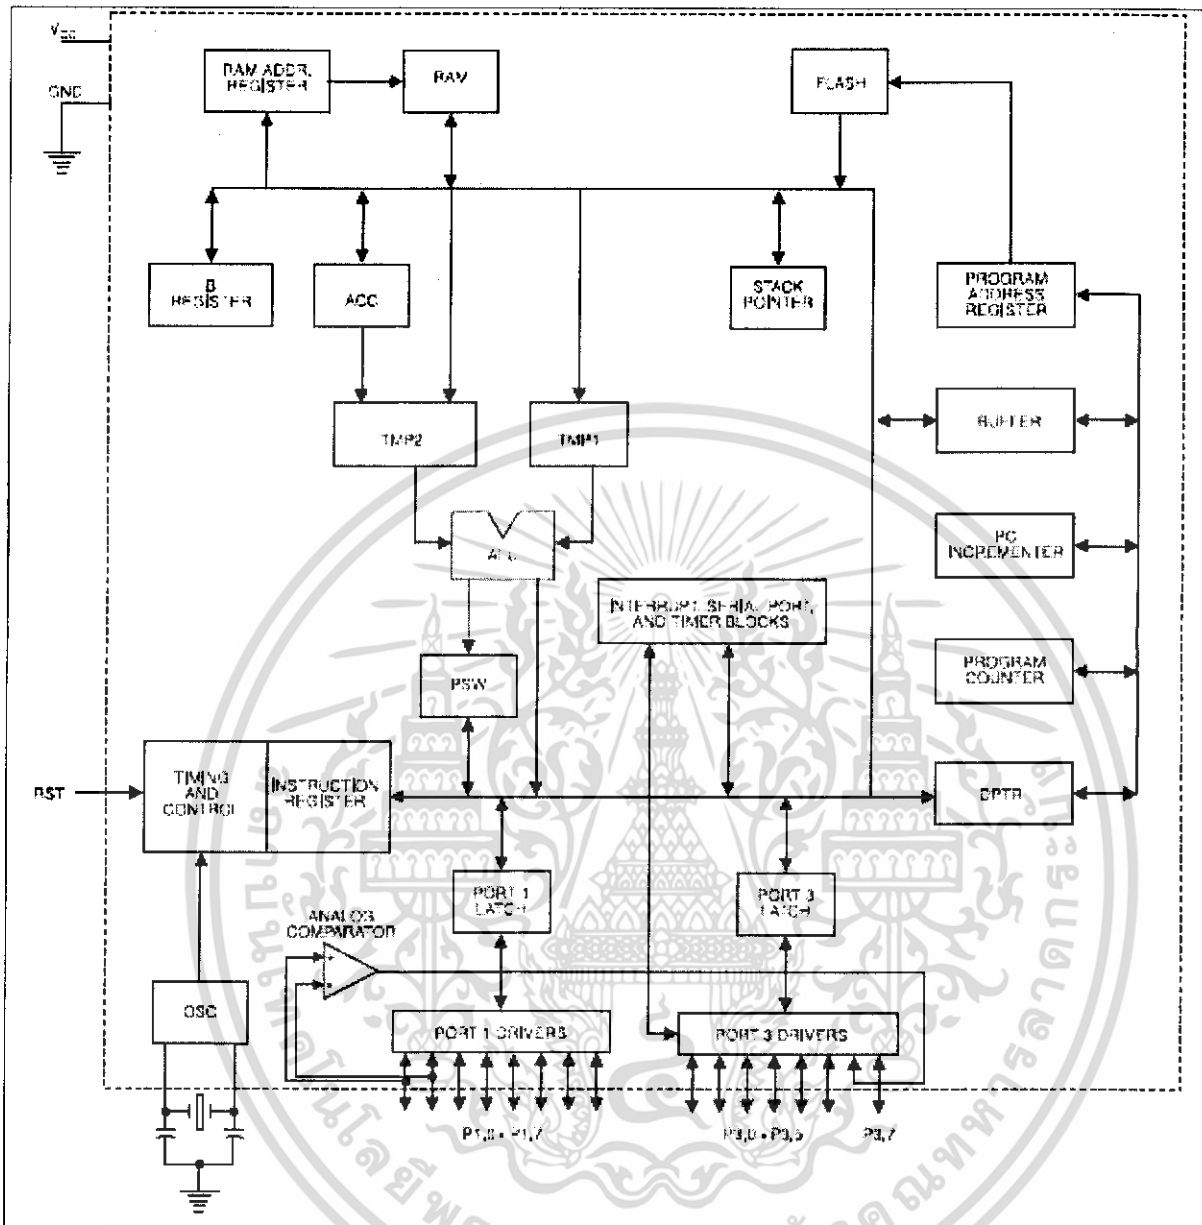 VCC
GND
RAM ADDR.
REGISTER
RAM
FLASH
B
REGISTER
ACC
STACK
POINTER
PROGRAM
ADDRESS
REGISTER
TMP2
TMP1
BUFFER
ALU
PC
INCREMENTER
INTERRUPT, SERIAL PORT,
AND TIMER BLOCKS
PSW
PROGRAM
COUNTER
RST
TIMING
AND
CONTROL
INSTRUCTION
REGISTER
DPTR
PORT 1
LATCH
PORT 3
LATCH
ANALOG
COMPARATOR
+
-
OSC
PORT 1 DRIVERS
PORT 3 DRIVERS
P1.0 - P1.7
P3.0 - P3.5
P3.7